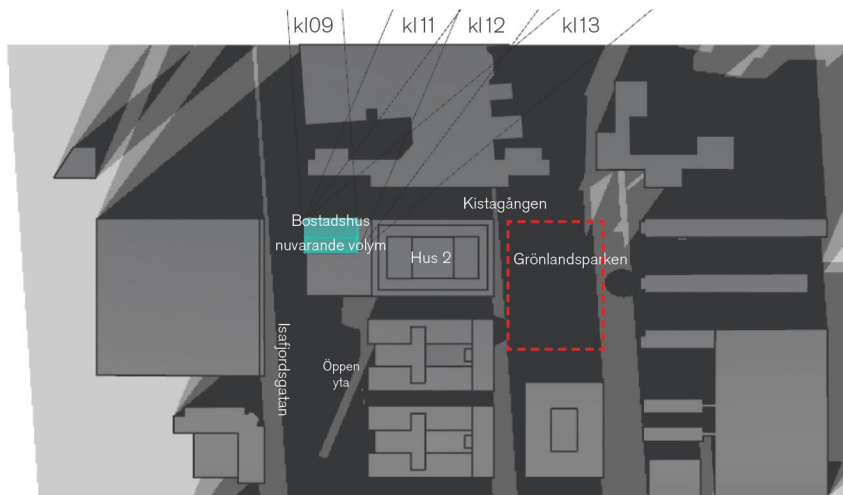 kl09
kl11
kl12
kl13
Kistagången
Bostadshus
nuvarande volym
Hus 2
Grönlandsparken
Isafjordsgatan
Öppen
yta